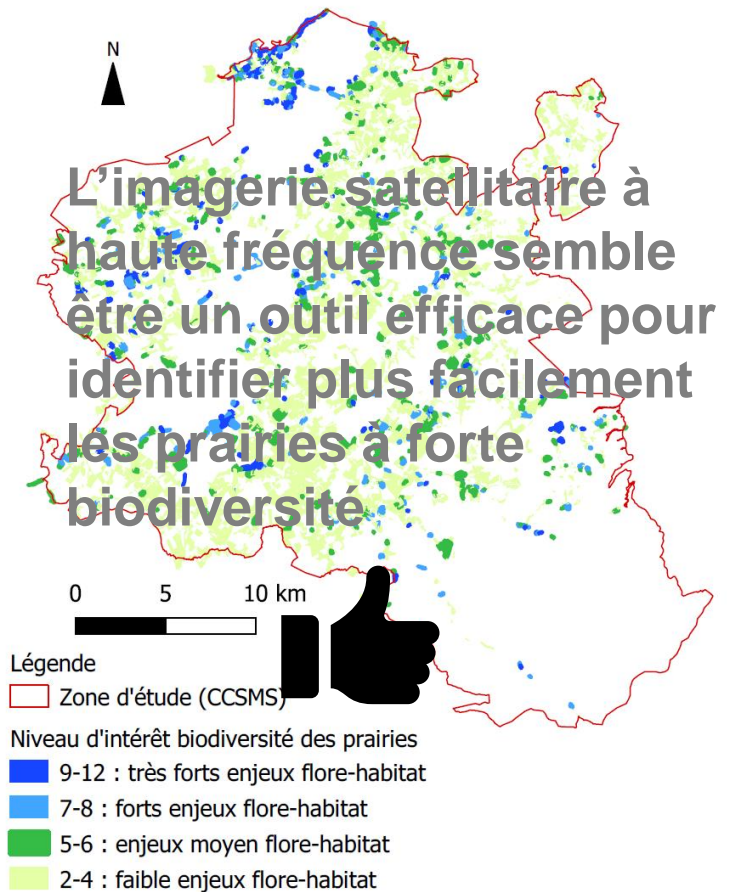 N
L'imagerie satellitaire à
haute fréquence semble
être un outil efficace pour
identifier plus facilement
les prairies à forte
biodiversité
0 5 10 km
Légende
Zone d'étude (CCSMS)
Niveau d'intérêt biodiversité des prairies
9-12 : très forts enjeux flore-habitat
7-8 : forts enjeux flore-habitat
5-6 : enjeux moyen flore-habitat
2-4 : faible enjeux flore-habitat